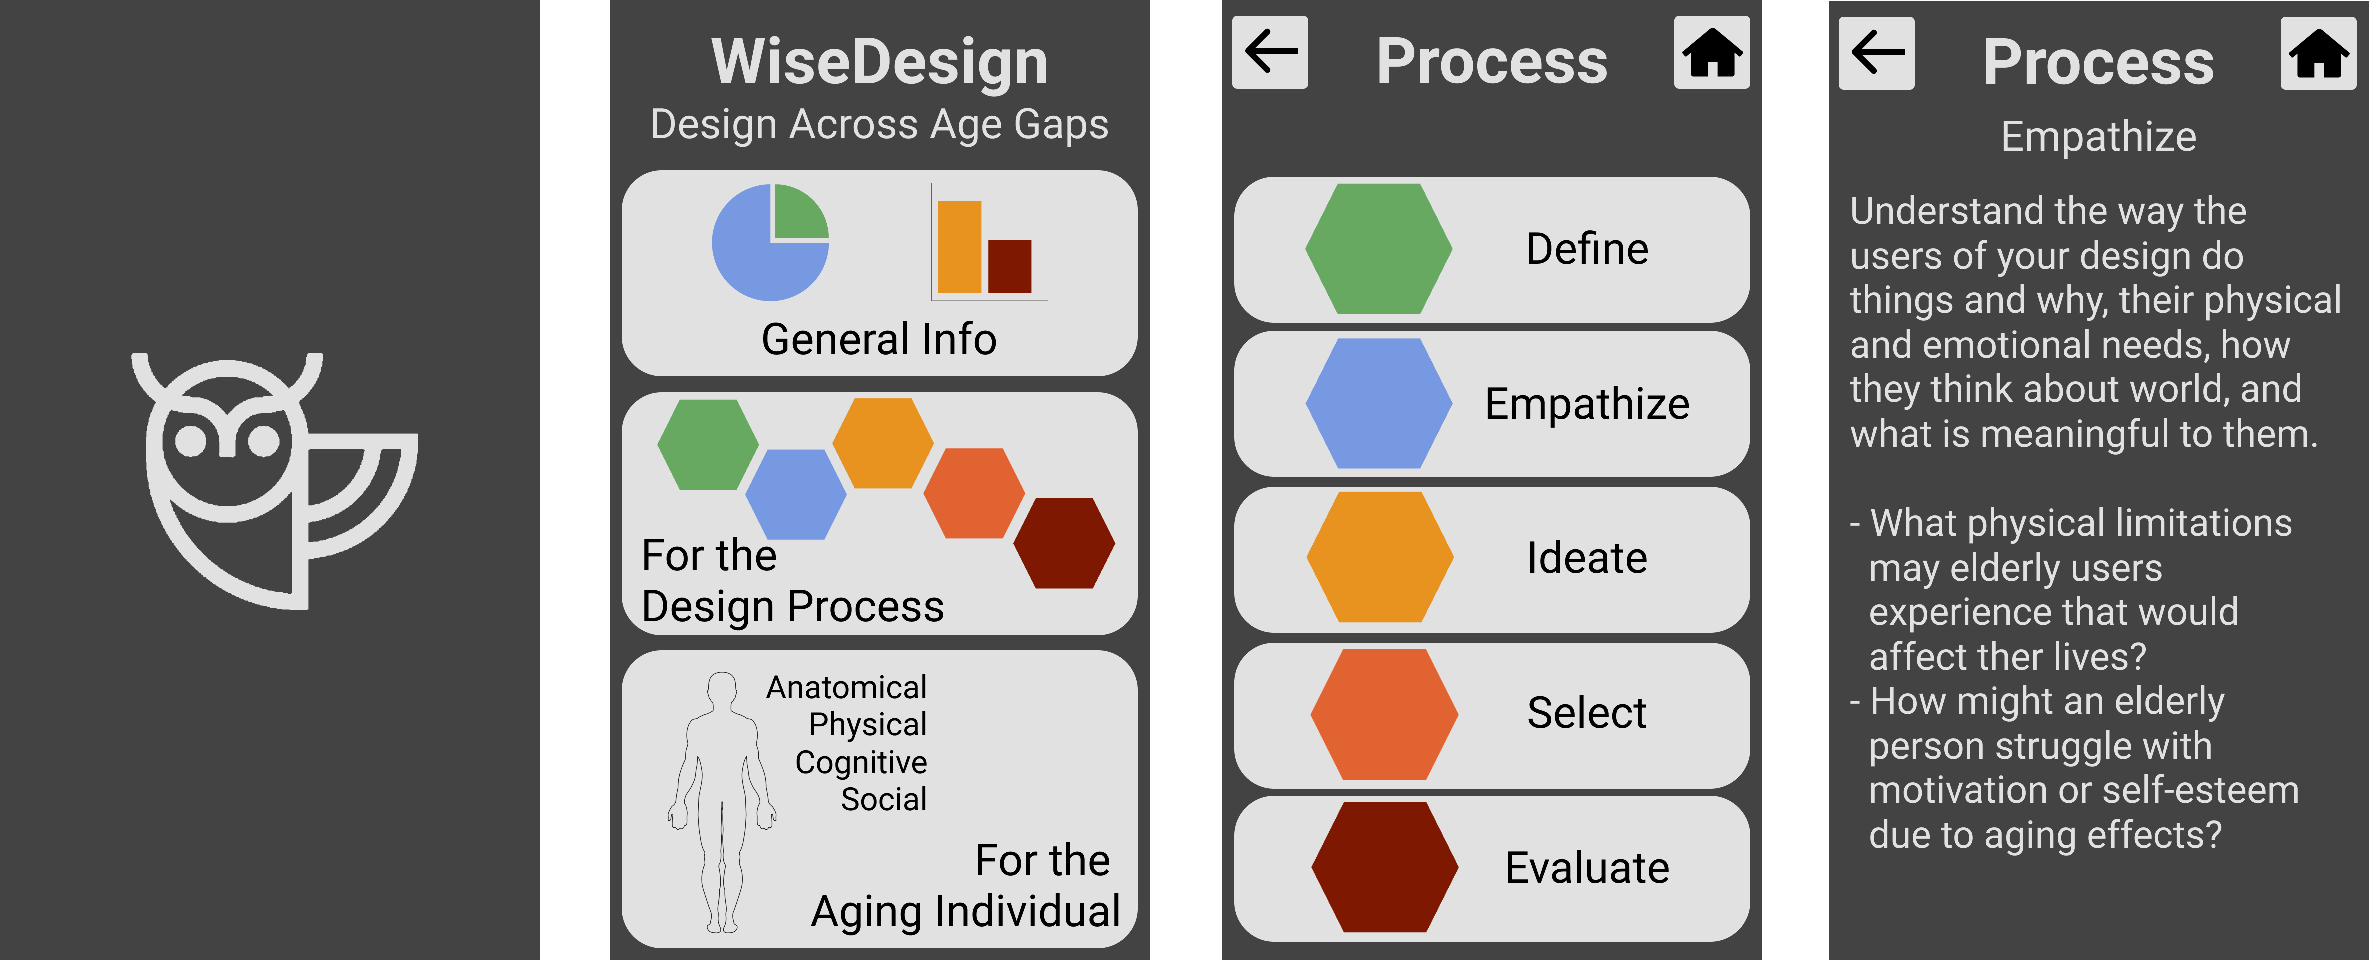 WiseDesign
Design Across Age Gaps
General Info
For the
Design Process
Anatomical
Physical
Cognitive
Social
For the
Aging Individual
Process
Define
Empathize
Ideate
Select
Evaluate
Process
Empathize
Understand the way the
users of your design do
things and why, their physical
and emotional needs, how
they think about world, and
what is meaningful to them.
- What physical limitations
may elderly users
experience that would
affect ther lives?
- How might an elderly
person struggle with
motivation or self-esteem
due to aging effects?